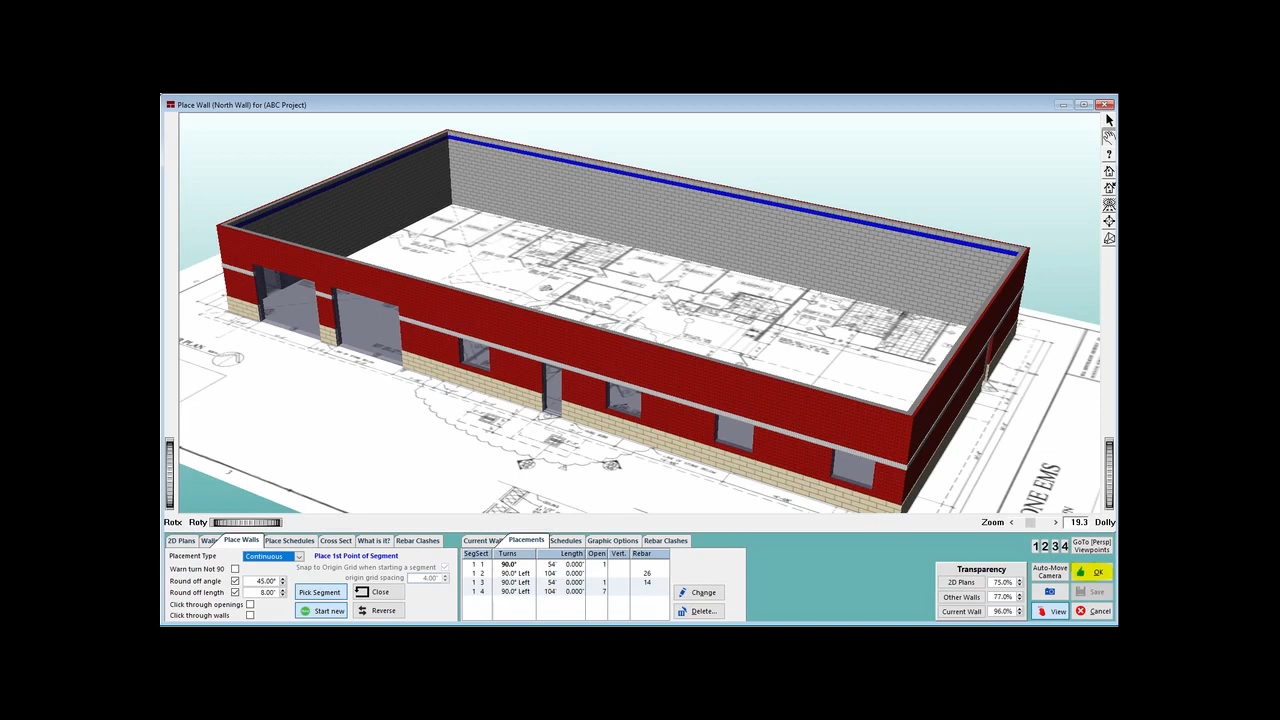 Place Wall (North Wall) for (ABC Project)
?
PLAN
ONE EMS
Rotx Roty
Zoom < > 19.3 Dolly
2D Plans Place Walls Place Schedules Cross Sect What is it? Rebar Clashes
Placement Type Continuous Place 1st Point of Segment
Warn turn Not 90 Snap to Origin Grid when starting a segment
Round off angle 45.00° origin grid spacing 4.00'
Round off length 8.00' Pick Segment Close
Click through openings Start new Reverse
Click through walls
Current Wall Placements Schedules Graphic Options Rebar Clashes
Seg Sect Turns Length Open Vert. Rebar
1 1 90.0° 54' 0.000' 1
1 2 90.0° Left 104' 0.000' 26
1 3 90.0° Left 54' 0.000' 1 14
1 4 90.0° Left 104' 0.000' 7
Change
Delete...
Transparency
2D Plans 75.0%
Other Walls 77.0%
Current Wall 96.0%
1 2 3 4 GoTo [Persp] Viewpoints
Auto-Move Camera OK
Save
View Cancel